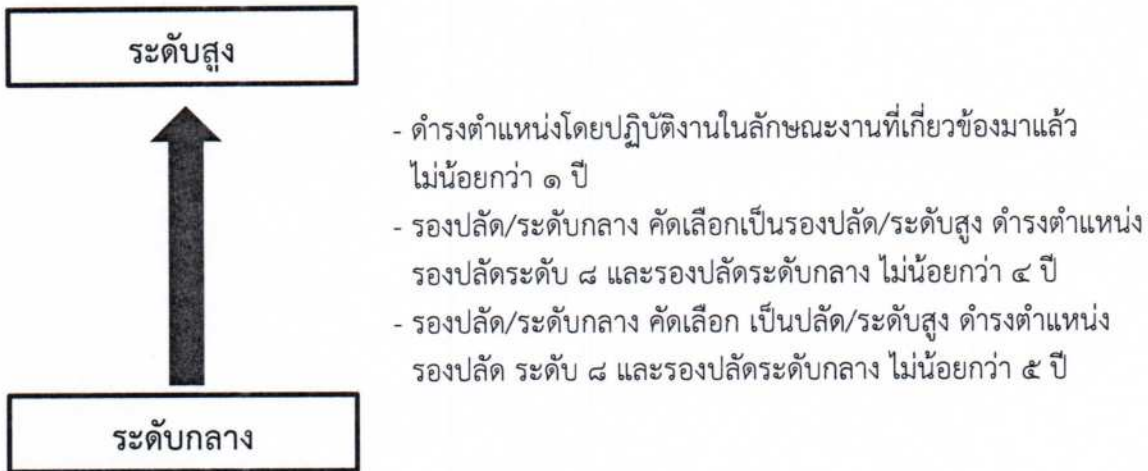 ระดับสูง
- ดำรงตำแหน่งโดยปฏิบัติงานในลักษณะงานที่เกี่ยวข้องมาแล้ว
ไม่น้อยกว่า ๑ ปี
- รองปลัด/ระดับกลาง คัดเลือกเป็นรองปลัด/ระดับสูง ดำรงตำแหน่ง
รองปลัดระดับ ๘ และรองปลัดระดับกลาง ไม่น้อยกว่า ๔ ปี
- รองปลัด/ระดับกลาง คัดเลือก เป็นปลัด/ระดับสูง ดำรงตำแหน่ง
รองปลัด ระดับ ๘ และรองปลัดระดับกลาง ไม่น้อยกว่า ๕ ปี
ระดับกลาง